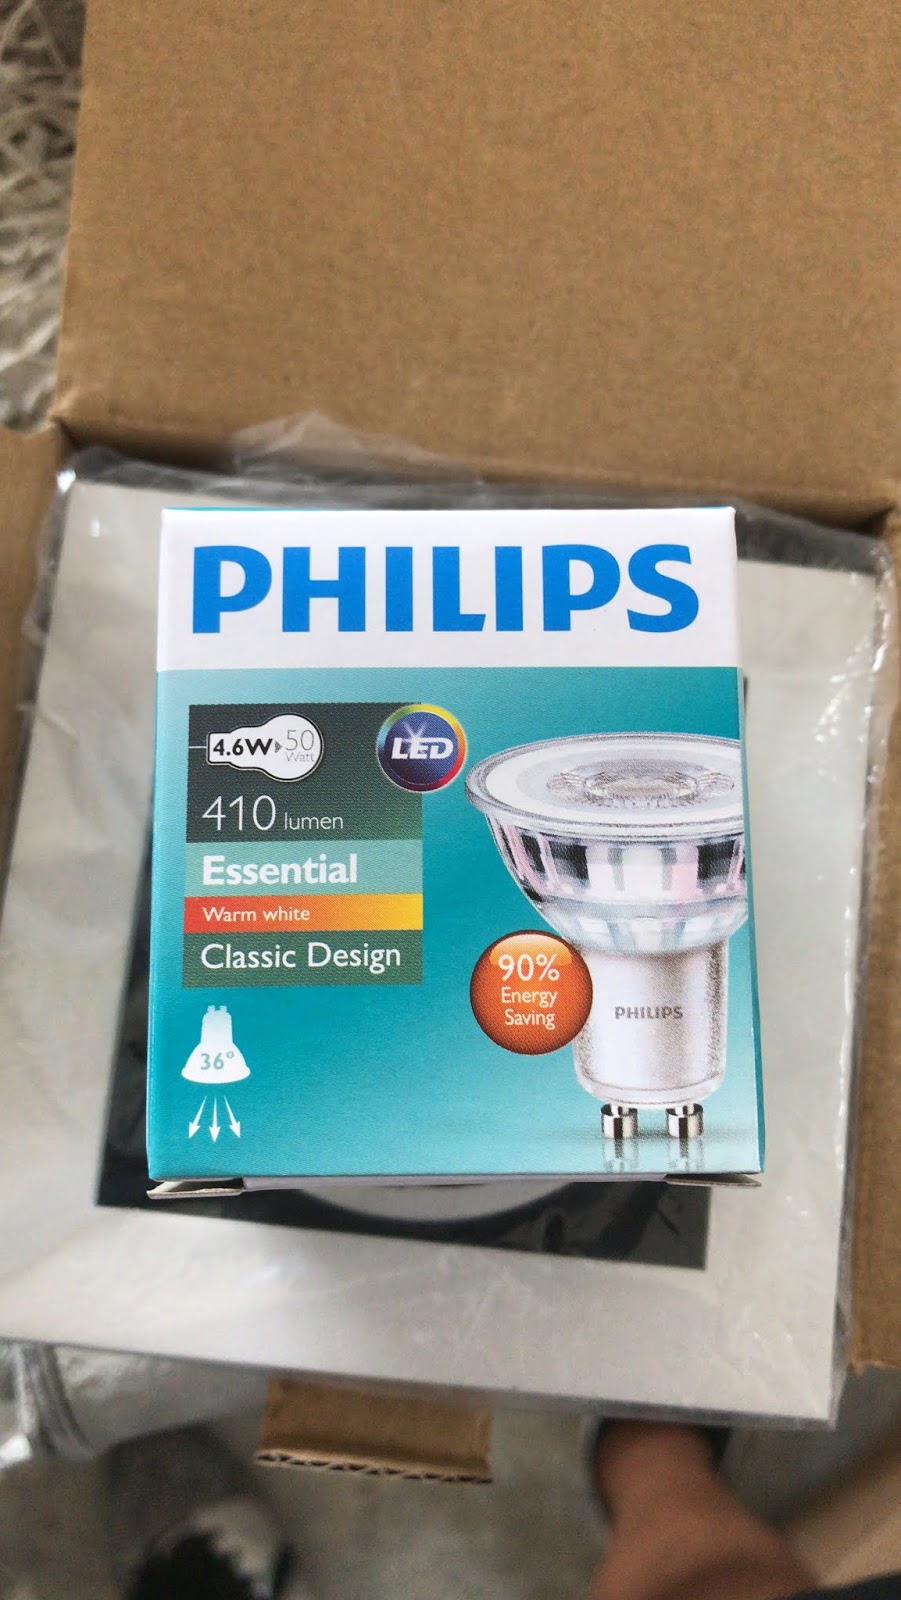 PHILIPS
4.6W 50
Watt
LED
410 lumen
Essential
Warm white
Classic Design
90%
Energy
Saving
PHILIPS
36°